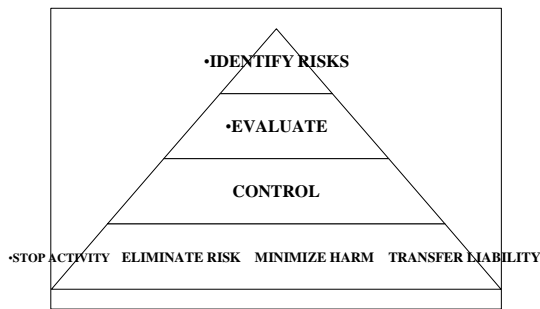 •IDENTIFY RISKS
•EVALUATE
CONTROL
•STOP ACTIVITY ELIMINATE RISK MINIMIZE HARM TRANSFER LIABILITY